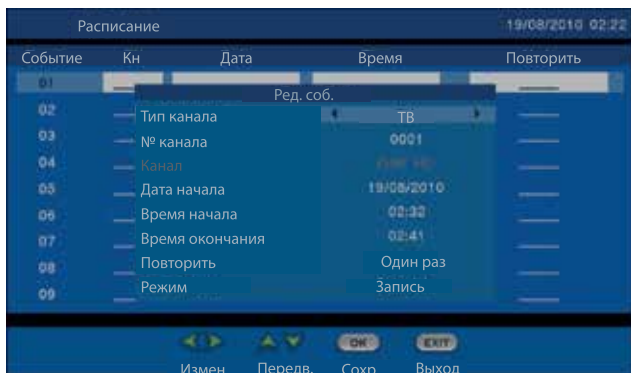 Расписание 19/08/2010 02:22
Событие Кн Дата Время Повторить
01
Ред. соб.
02 Тип канала ТВ
03 № канала 0001
04 Канал
05 Дата начала 19/08/2010
06 Время начала 02:32
07 Время окончания 02:41
08 Повторить Один раз
09 Режим Запись
OK EXIT
Измен Передв. Сохр Выход